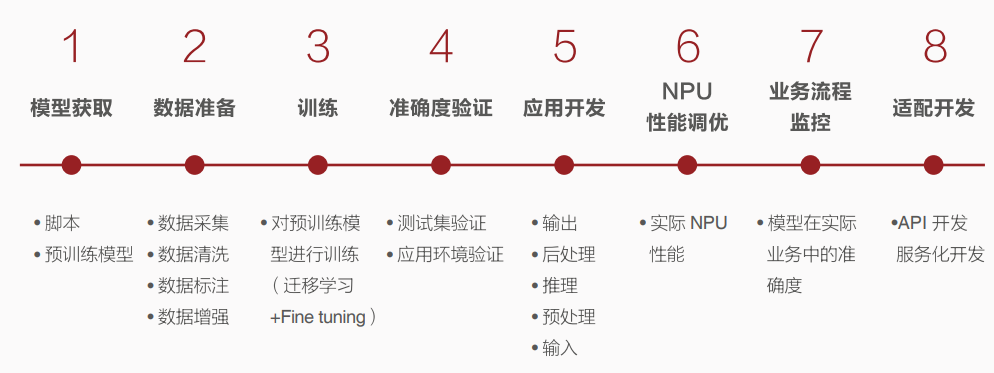 1
模型获取
• 脚本
• 预训练模型
2
数据准备
• 数据采集
• 数据清洗
• 数据标注
• 数据增强
3
训练
• 对预训练模
型进行训练
（迁移学习
+Fine tuning）
4
准确度验证
• 测试集验证
• 应用环境验证
5
应用开发
• 输出
• 后处理
• 推理
• 预处理
• 输入
6
NPU
性能调优
• 实际 NPU
性能
7
业务流程
监控
• 模型在实际
业务中的准
确度
8
适配开发
•API 开发
服务化开发